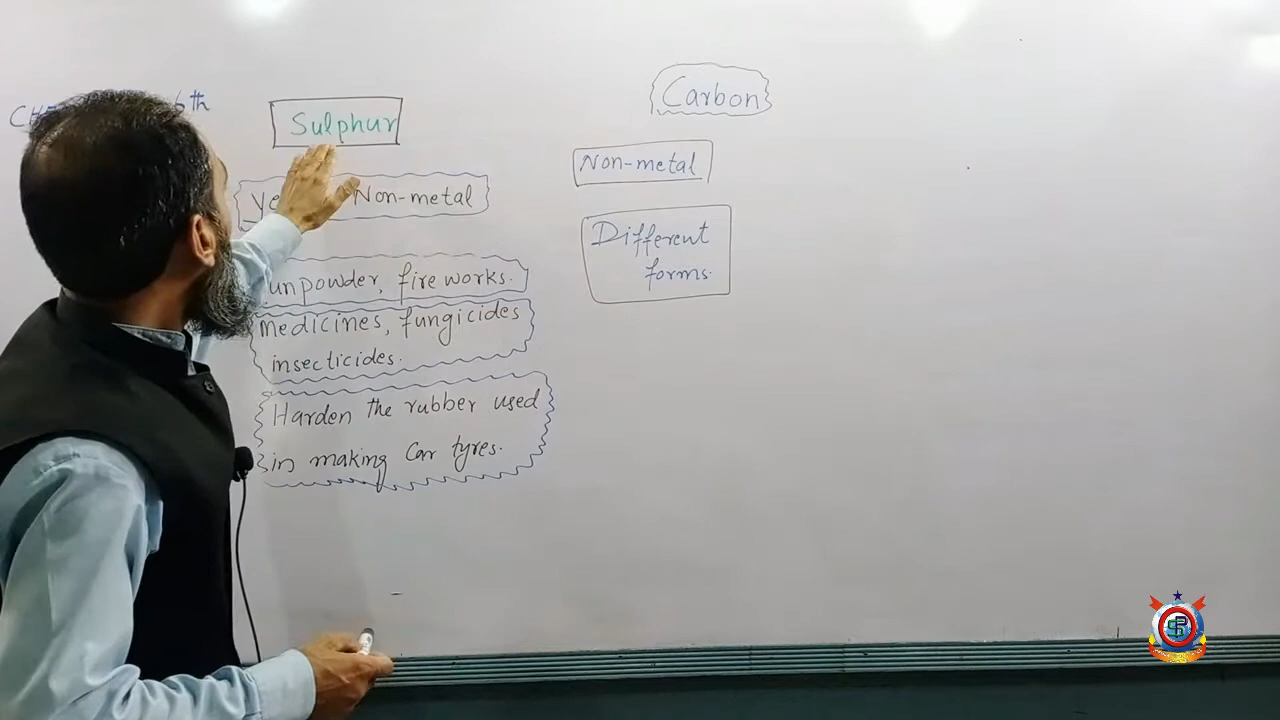 6th
Sulphur
Non-metal
unpowder, fire works.
medicines, fungicides
insecticides.
Harden the rubber used
in making Car tyres.
Carbon
Non-metal
Different
forms.